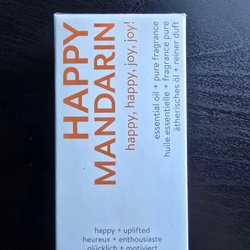 HAPPY
MANDARIN
happy, happy, joy, joy!
essential oil + pure fragrance
huile essentielle + fragrance pure
ätherisches öl + reiner duft
happy + uplifted
heureux + enthousiaste
glücklich + motiviert